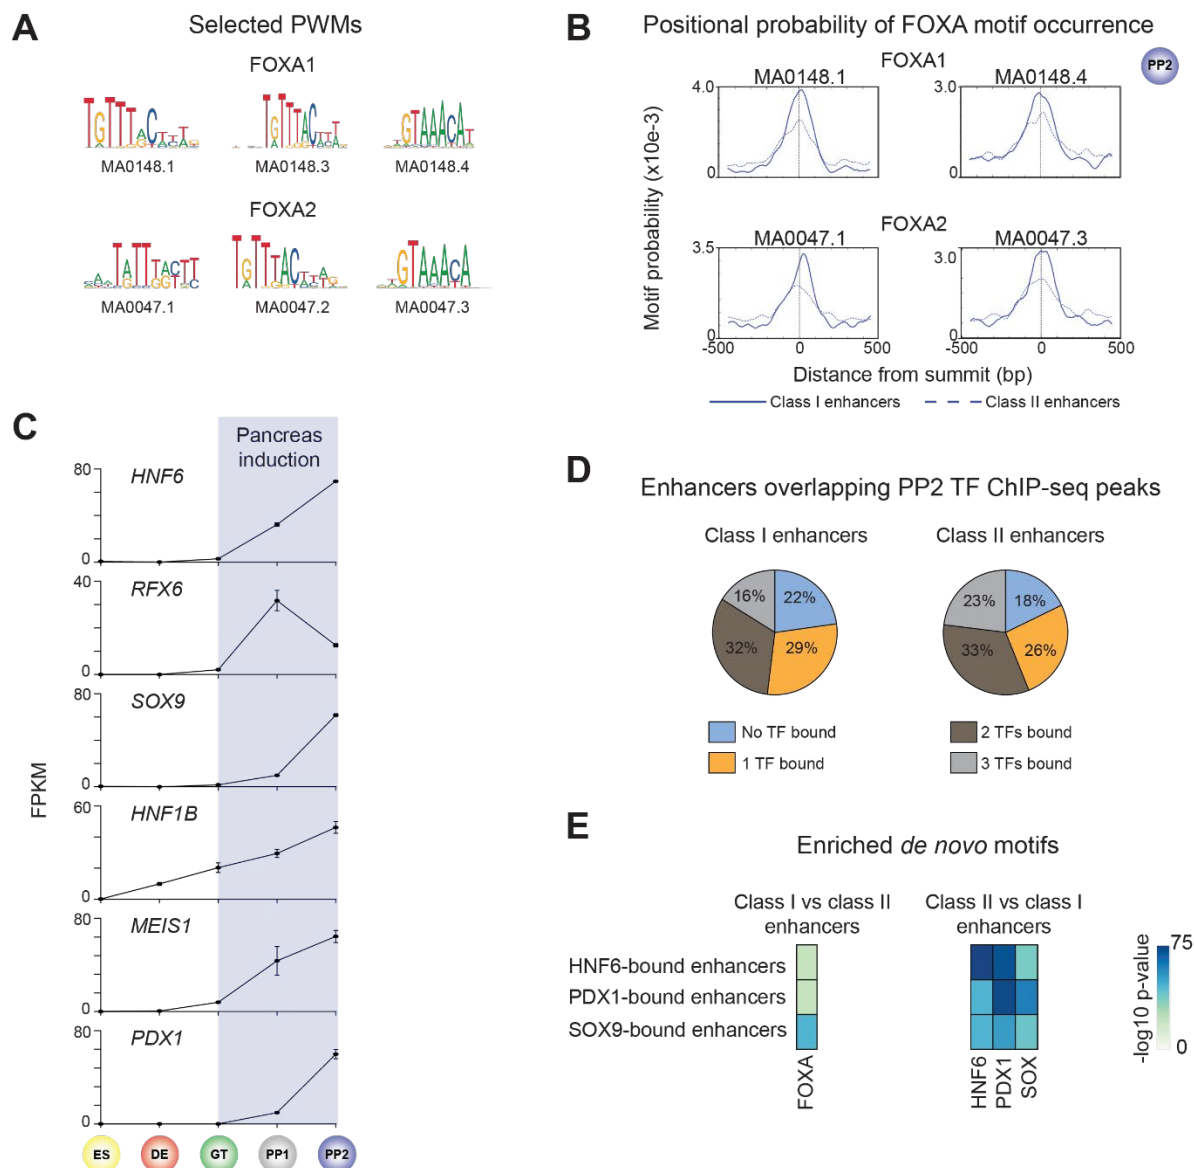 A
Selected PWMs
FOXA1
MA0148.1
MA0148.3
MA0148.4
FOXA2
MA0047.1
MA0047.2
MA0047.3
B
Positional probability of FOXA motif occurrence
PP2
FOXA1
MA0148.1
MA0148.4
4.0
0
3.0
0
FOXA2
MA0047.1
MA0047.3
3.5
0
3.0
0
-500
0
500
-500
0
500
Motif probability (x10e-3)
Distance from summit (bp)
Class I enhancers
Class II enhancers
C
Pancreas
induction
HNF6
80
0
RFX6
40
0
SOX9
80
0
HNF1B
60
0
MEIS1
80
0
PDX1
80
0
FPKM
ES
DE
GT
PP1
PP2
D
Enhancers overlapping PP2 TF ChIP-seq peaks
Class I enhancers
Class II enhancers
16%
22%
32%
29%
23%
18%
33%
26%
No TF bound
1 TF bound
2 TFs bound
3 TFs bound
E
Enriched de novo motifs
Class I vs class II
enhancers
Class II vs class I
enhancers
HNF6-bound enhancers
PDX1-bound enhancers
SOX9-bound enhancers
FOXA
HNF6
PDX1
SOX
-log10 p-value
75
0